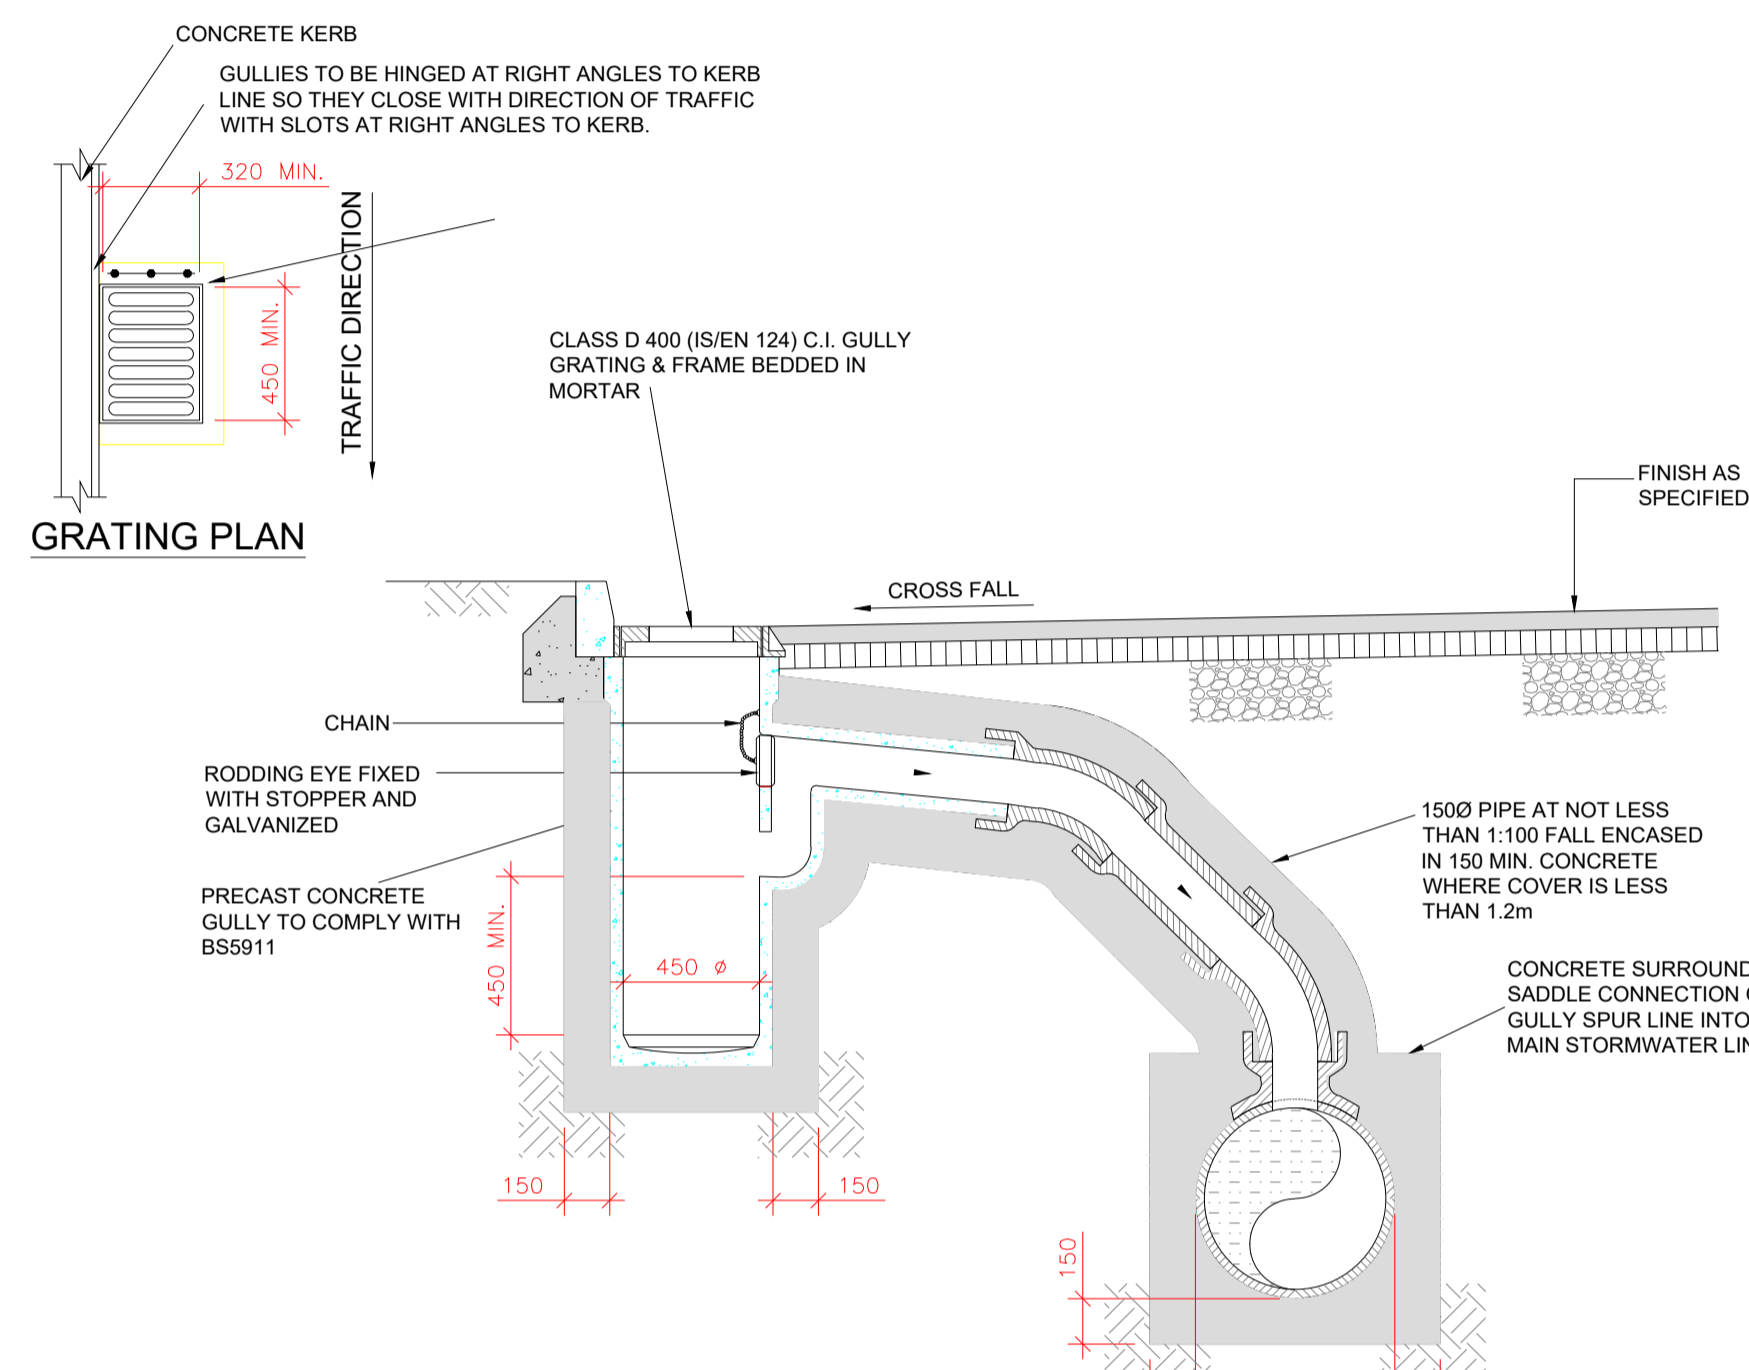 CONCRETE KERB
GULLIES TO BE HINGED AT RIGHT ANGLES TO KERB
LINE SO THEY CLOSE WITH DIRECTION OF TRAFFIC
WITH SLOTS AT RIGHT ANGLES TO KERB.
320 MIN.
450 MIN.
TRAFFIC DIRECTION
GRATING PLAN
CLASS D 400 (IS/EN 124) C.I. GULLY
GRATING & FRAME BEDDED IN
MORTAR
FINISH AS
SPECIFIED
CROSS FALL
CHAIN
RODDING EYE FIXED
WITH STOPPER AND
GALVANIZED
PRECAST CONCRETE
GULLY TO COMPLY WITH
BS5911
450 MIN.
450 Ø
150Ø PIPE AT NOT LESS
THAN 1:100 FALL ENCASED
IN 150 MIN. CONCRETE
WHERE COVER IS LESS
THAN 1.2m
CONCRETE SURROUND
SADDLE CONNECTION
GULLY SPUR LINE INTO
MAIN STORMWATER
150
150
150